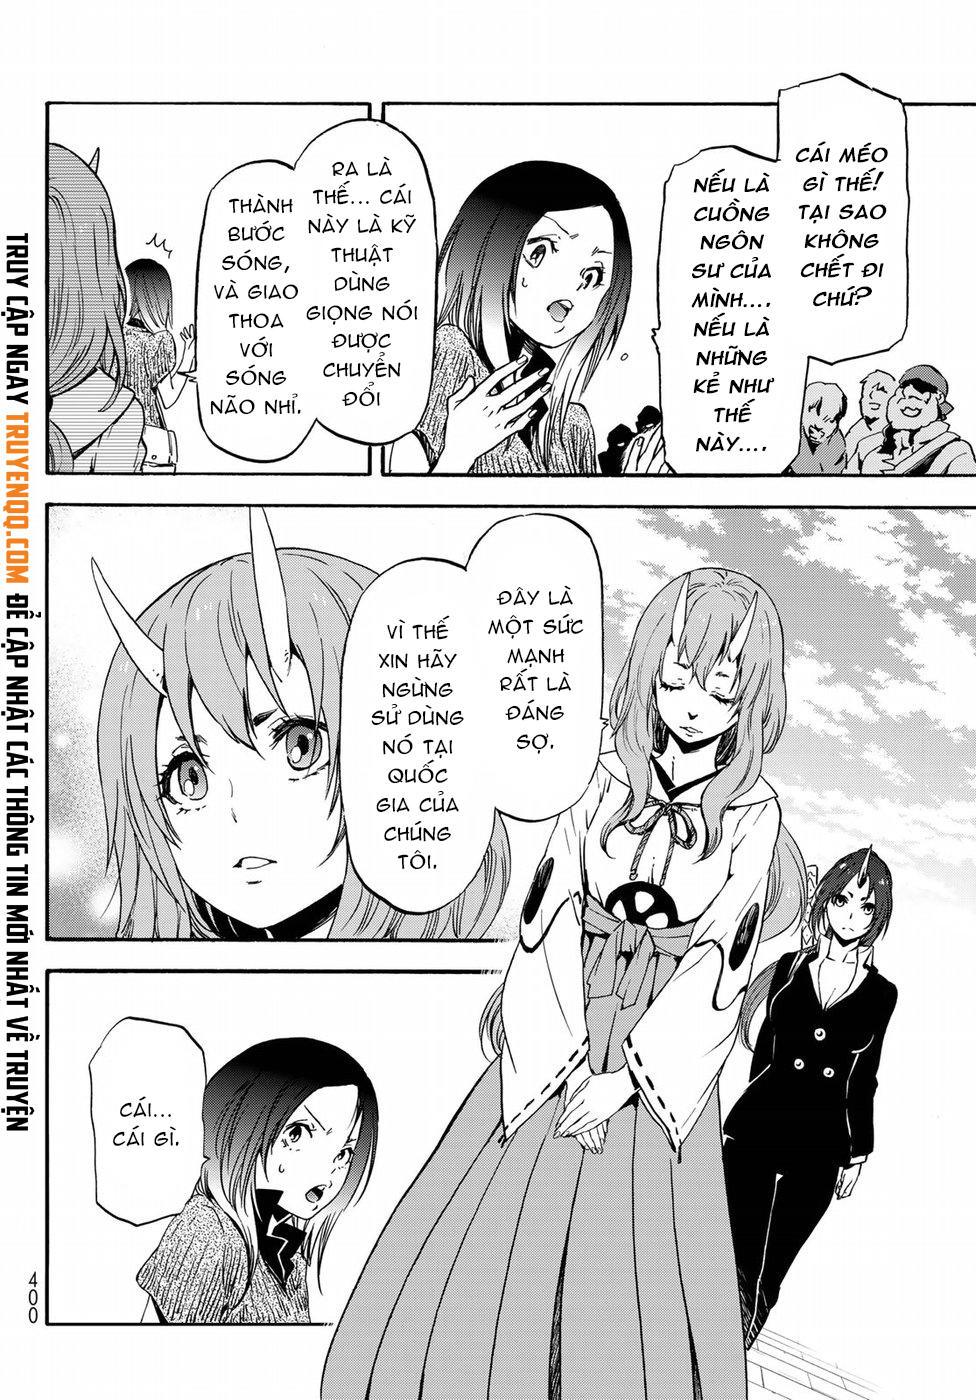 CÁI MÉO
GÌ THẾ!
TẠI SAO
KHÔNG
CHẾT ĐI
CHỨ?
NẾU LÀ
CUỒNG
NGÔN
SƯ CỦA
MÌNH....
NẾU LÀ
NHỮNG
KẺ NHƯ
THẾ
NÀY....
RA LÀ
THẾ... CÁI
NÀY LÀ KỸ
THUẬT
DÙNG
GIỌNG NÓI
ĐƯỢC
CHUYỂN
ĐỔI
THÀNH
BƯỚC
SÓNG,
VÀ GIAO
THOA
VỚI
SÓNG
NÃO NHỈ.
ĐÂY LÀ
MỘT SỨC
MẠNH
RẤT LÀ
ĐÁNG
SỢ.
VÌ THẾ
XIN HÃY
NGỪNG
SỬ DÙNG
NÓ TẠI
QUỐC
GIA CỦA
CHÚNG
TÔI.
CÁI...
CÁI GÌ.
400
TRUY CẬP NGAY TRUYENQQ.COM ĐỂ CẬP NHẬT CÁC THÔNG TIN MỚI NHẤT VỀ TRUYỆN